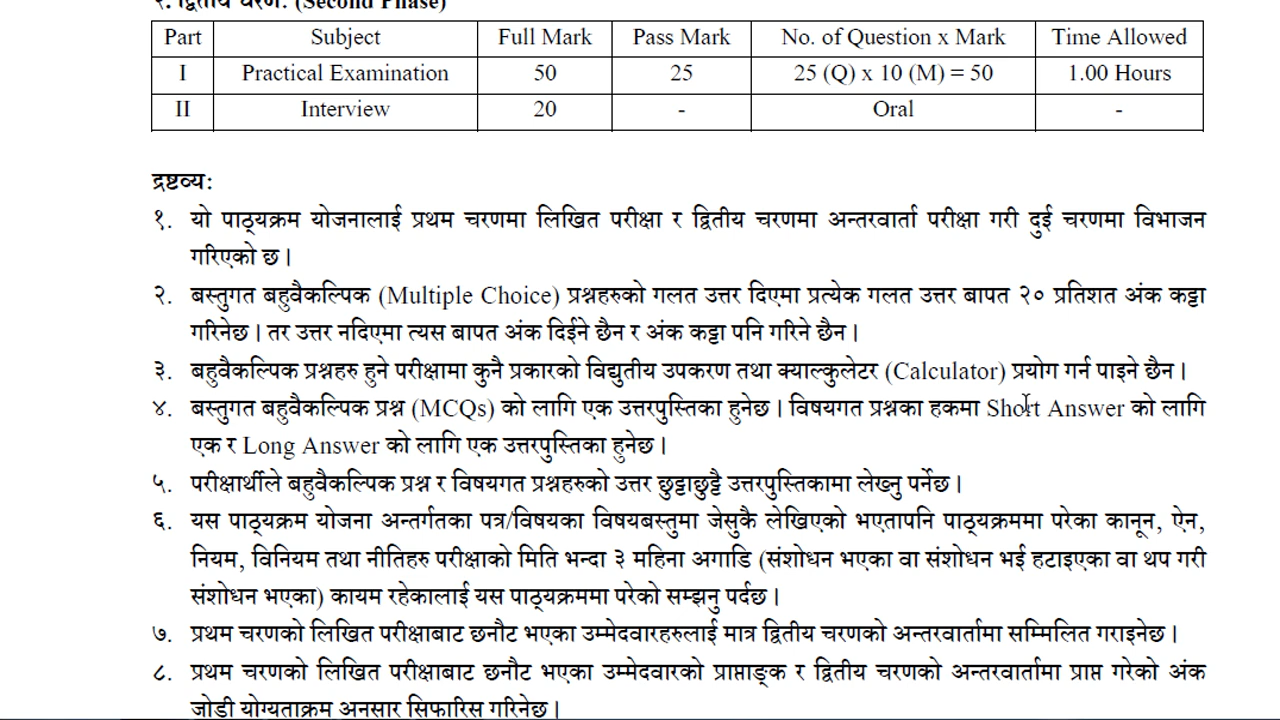 २. द्वितीय चरणः (Second Phase)
Part Subject Full Mark Pass Mark No. of Question x Mark Time Allowed
I Practical Examination 50 25 25 (Q) x 10 (M) = 50 1.00 Hours
II Interview 20 - Oral -
द्रष्टव्यः
१. यो पाठ्यक्रम योजनालाई प्रथम चरणमा लिखित परीक्षा र द्वितीय चरणमा अन्तरवार्ता परीक्षा गरी दुई चरणमा विभाजन
गरिएको छ।
२. बस्तुगत बहुवैकल्पिक (Multiple Choice) प्रश्नहरुको गलत उत्तर दिएमा प्रत्येक गलत उत्तर बापत २० प्रतिशत अंक कट्टा
गरिनेछ। तर उत्तर नदिएमा त्यस बापत अंक दिईने छैन र अंक कट्टा पनि गरिने छैन।
३. बहुवैकल्पिक प्रश्नहरु हुने परीक्षामा कुनै प्रकारको विद्युतीय उपकरण तथा क्याल्कुलेटर (Calculator) प्रयोग गर्न पाइने छैन।
४. बस्तुगत बहुवैकल्पिक प्रश्न (MCQs) को लागि एक उत्तरपुस्तिका हुनेछ। विषयगत प्रश्नका हकमा Short Answer को लागि
एक र Long Answer को लागि एक उत्तरपुस्तिका हुनेछ।
५. परीक्षार्थीले बहुवैकल्पिक प्रश्न र विषयगत प्रश्नहरुको उत्तर छुट्टाछुट्टै उत्तरपुस्तिकामा लेख्नु पर्नेछ।
६. यस पाठ्यक्रम योजना अन्तर्गतका पत्र/विषयका विषयबस्तुमा जेसुकै लेखिएको भएतापनि पाठ्यक्रममा परेका कानून, ऐन,
नियम, विनियम तथा नीतिहरु परीक्षाको मिति भन्दा ३ महिना अगाडि (संशोधन भएका वा संशोधन भई हटाइएका वा थप गरी
संशोधन भएका) कायम रहेकालाई यस पाठ्यक्रममा परेको सम्झनु पर्दछ।
७. प्रथम चरणको लिखित परीक्षाबाट छनौट भएका उम्मेदवारहरुलाई मात्र द्वितीय चरणको अन्तरवार्तामा सम्मिलित गराइनेछ।
८. प्रथम चरणको लिखित परीक्षाबाट छनौट भएका उम्मेदवारको प्राप्ताङ्क र द्वितीय चरणको अन्तरवार्तामा प्राप्त गरेको अंक
जोडी योग्यताक्रम अनुसार सिफारिस गरिनेछ।